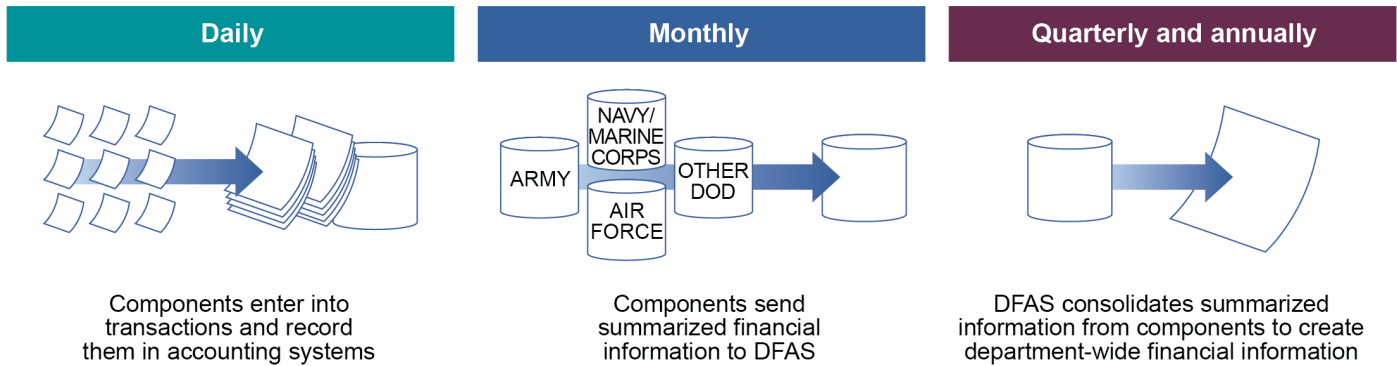 Daily
Components enter into
transactions and record
them in accounting systems
Monthly
ARMY
NAVY/
MARINE
CORPS
AIR
FORCE
OTHER
DOD
Components send
summarized financial
information to DFAS
Quarterly and annually
DFAS consolidates summarized
information from components to create
department-wide financial information